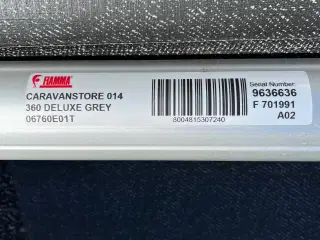 FIAMMA
CARAVANSTORE 014
360 DELUXE GREY
06760E01T
8004815307240
Serial Number:
9636636
F 701991
A02